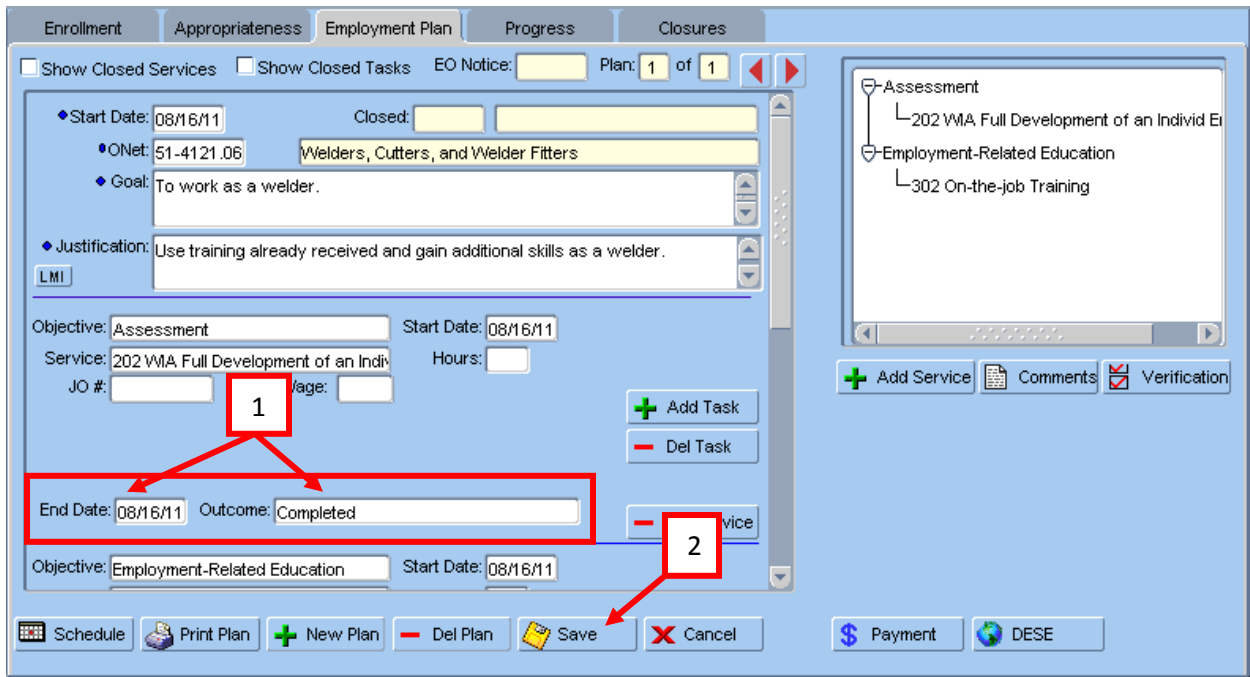 Enrollment Appropriateness Employment Plan Progress Closures
Show Closed Services Show Closed Tasks EO Notice: Plan: 1 of 1
Start Date: 08/16/11 Closed:
ONet: 51-4121.06 Welders, Cutters, and Welder Fitters
Goal: To work as a welder.
Justification: Use training already received and gain additional skills as a welder.
LMI
Objective: Assessment Start Date: 08/16/11
Service: 202 WIA Full Development of an Indiv Hours:
JO #:
1
Add Task
Del Task
End Date: 08/16/11 Outcome: Completed
2
Objective: Employment-Related Education Start Date: 08/16/11
Schedule Print Plan New Plan Del Plan Save Cancel
Assessment
202 WIA Full Development of an Individ
Employment-Related Education
302 On-the-job Training
Add Service Comments Verification
$ Payment DESE